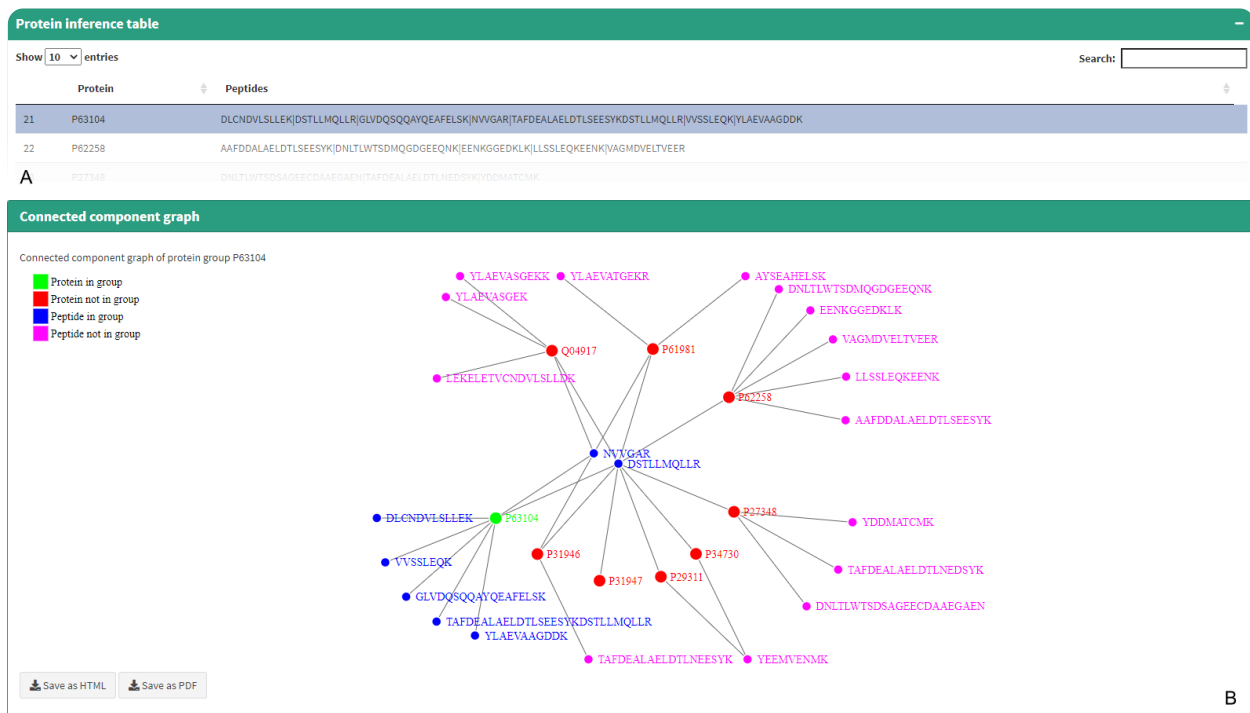 Protein inference table
Show 10 entries
Search:
Protein Peptides
21 P63104 DLCNDVLSLLEK|DSTLLMQLLR|GLVDQSQQAYQEAFELSK|NVVGAR|TAFDEALAELDTLSEESYKDSTLLMQLLR|VVSSLEQK|YLAEVAAGDDK
22 P62258 AAFDDALAELDTLSEESYK|DNLTLWTSDMQGDGEEQNK|EENKGGEDKLK|LLSSLEQKEENK|VAGMDVELTVEER
P27348 DNLTLWTSDSAGEECDAAEGAEN|TAFDEALAELDTLNEDSYK|YDDMATCMK
A
Connected component graph
Connected component graph of protein group P63104
Protein in group
Protein not in group
Peptide in group
Peptide not in group
YLAEVASGEKK
YLAEVATGEKR
AYSEAHELSK
DNLTLWTSDMQGDGEEQNK
YLAEVASGEK
EENKGGEDKLK
VAGMDVELTVEER
Q04917
P61981
LEKELETVCNDVLSLLDK
LLSSLEQKEENK
P62258
AAFDDALAELDTLSEESYK
NVVGAR
DSTLLMQLLR
P27348
DLCNDVLSLLEK
P63104
YDDMATCMK
P31946
P34730
VVSSLEQK
TAFDEALAELDTLNEDSYK
P31947
P29311
GLVDQSQQAYQEAFELSK
DNLTLWTSDSAGEECDAAEGAEN
TAFDEALAELDTLSEESYKDSTLLMQLLR
YLAEVAAGDDK
TAFDEALAELDTLNEESYK
YEEMVENMK
Save as HTML Save as PDF
B